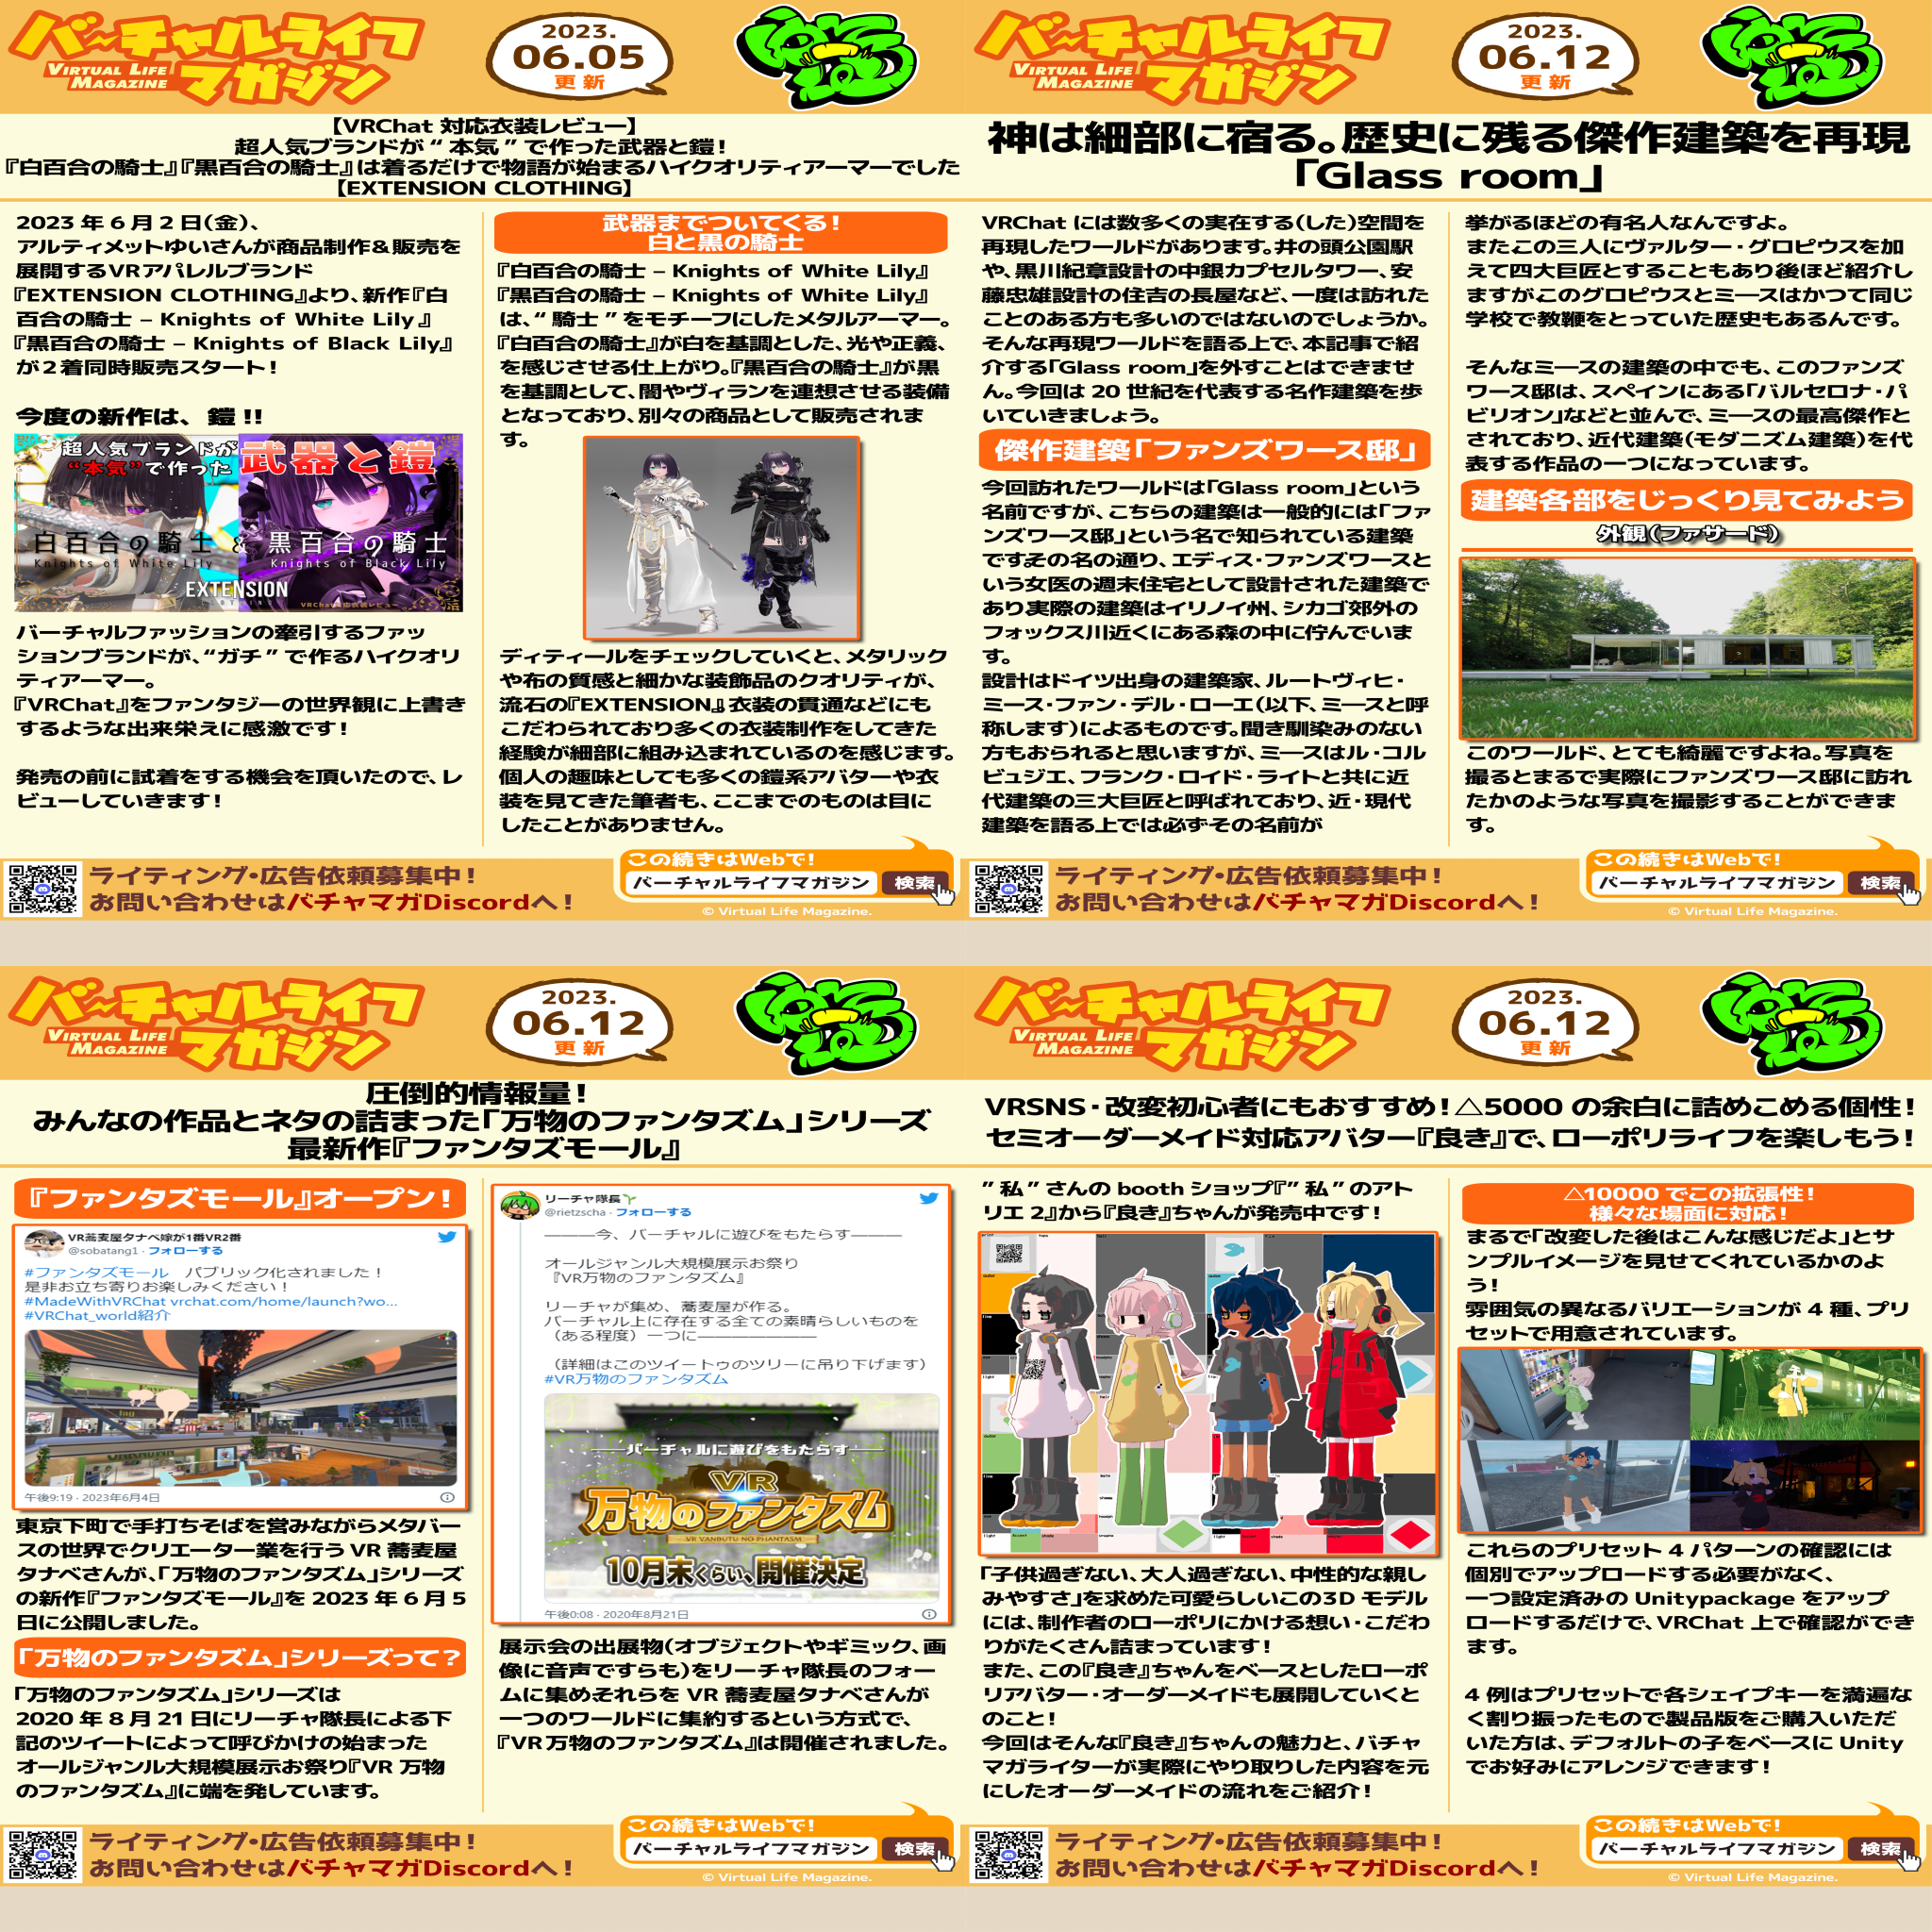 バーチャルライフ
マガジン
VIRTUAL LIFE
MAGAZINE
2023.
06.05
更新
【VRChat 対応衣装レビュー】
超人気ブランドが“本気”で作った武器と鎧！
『白百合の騎士』『黒百合の騎士』は着るだけで物語が始まるハイクオリティアーマーでした
【EXTENSION CLOTHING】
2023 年 6 月 2 日（金）、
アルティメットゆいさんが商品制作＆販売を
展開するVRアパレルブランド
『EXTENSION CLOTHING』より、新作『白
百合の騎士 – Knights of White Lily 』
『黒百合の騎士 – Knights of Black Lily』
が２着同時販売スタート！
今度の新作は、鎧 !!
超人気ブランドが
“本気”で作った
武器と鎧
白百合の騎士 & 黒百合の騎士
Knights of White Lily
Knights of Black Lily
EXTENSION
バーチャルファッションの牽引するファッ
ションブランドが、“ガチ” で作るハイクオリ
ティアーマー。
『VRChat』をファンタジーの世界観に上書き
するような出来栄えに感激です！
発売の前に試着をする機会を頂いたので、レ
ビューしていきます！
武器までついてくる！
白と黒の騎士
『白百合の騎士 – Knights of White Lily』
『黒百合の騎士 – Knights of White Lily』
は、“ 騎士 ” をモチーフにしたメタルアーマー。
『白百合の騎士』が白を基調とした、光や正義、
を感じさせる仕上がり。『黒百合の騎士』が黒
を基調として、闇やヴィランを連想させる装備
となっており、別々の商品として販売されま
す。
ディティールをチェックしていくと、メタリック
や布の質感と細かな装飾品のクオリティが、
流石の『EXTENSION』。衣装の貫通などにも
こだわられており多くの衣装制作をしてきた
経験が細部に組み込まれているのを感じます。
個人の趣味としても多くの鎧系アバターや衣
装を見てきた筆者も、ここまでのものは目に
したことがありません。
ライティング・広告依頼募集中！
お問い合わせはバチャマガDiscordへ！
この続きはWebで！
バーチャルライフマガジン 検索
© Virtual Life Magazine.
バーチャルライフ
マガジン
VIRTUAL LIFE
MAGAZINE
2023.
06.12
更新
神は細部に宿る。歴史に残る傑作建築を再現
「Glass room」
VRChat には数多くの実在する（した）空間を
再現したワールドがあります。井の頭公園駅
や、黒川紀章設計の中銀カプセルタワー、安
藤忠雄設計の住吉の長屋など、一度は訪れた
ことのある方も多いのではないのでしょうか。
そんな再現ワールドを語る上で、本記事で紹
介する「Glass room」を外すことはできませ
ん。今回は 20 世紀を代表する名作建築を歩
いていきましょう。
傑作建築「ファンズワース邸」
今回訪れたワールドは「Glass room」という
名前ですが、こちらの建築は一般的には「ファ
ンズワース邸」という名で知られている建築
です。その名の通り、エディス・ファンズワースと
いう女医の週末住宅として設計された建築で
あり実際の建築はイリノイ州、シカゴ郊外の
フォックス川近くにある森の中に佇んでいま
す。
設計はドイツ出身の建築家、ルートヴィヒ・
ミース・ファン・デル・ローエ（以下、ミースと呼
称します）によるものです。聞き馴染みのない
方もおられると思いますが、ミースはル・コル
ビュジエ、フランク・ロイド・ライトと共に近
代建築の三大巨匠と呼ばれており、近・現代
建築を語る上では必ずその名前が
挙がるほどの有名人なんですよ。
また、この三人にヴァルター・グロピウスを加
えて四大巨匠とすることもあり後ほど紹介し
ますが、このグロピウスとミースはかつて同じ
学校で教鞭をとっていた歴史もあるんです。
そんなミースの建築の中でも、このファンズ
ワース邸は、スペインにある「バルセロナ・パ
ビリオン」などと並んで、ミースの最高傑作と
されており、近代建築（モダニズム建築）を代
表する作品の一つになっています。
建築各部をじっくり見てみよう
外観（ファサード）
このワールド、とても綺麗ですよね。写真を
撮るとまるで実際にファンズワース邸に訪れ
たかのような写真を撮影することができま
す。
ライティング・広告依頼募集中！
お問い合わせはバチャマガDiscordへ！
この続きはWebで！
バーチャルライフマガジン 検索
© Virtual Life Magazine.
バーチャルライフ
マガジン
VIRTUAL LIFE
MAGAZINE
2023.
06.12
更新
圧倒的情報量！
みんなの作品とネタの詰まった「万物のファンタズム」シリーズ
最新作『ファンタズモール』
『ファンタズモール』オープン！
VR蕎麦屋タナベ嫁が1番VR2番
@sobatang1 · フォローする
#ファンタズモール　パブリック化されました！
是非お立ち寄りお楽しみください！
#MadeWithVRChat vrchat.com/home/launch?wo...
#VRChat_world紹介
午後9:19 · 2023年6月4日
東京下町で手打ちそばを営みながらメタバー
スの世界でクリエーター業を行う VR 蕎麦屋
タナベさんが、「万物のファンタズム」シリーズ
の新作『ファンタズモール』を 2023 年 6 月 5
日に公開しました。
「万物のファンタズム」シリーズって？
「万物のファンタズム」シリーズは
2020 年 8 月 21 日にリーチャ隊長による下
記のツイートによって呼びかけの始まった
オールジャンル大規模展示お祭り『VR 万物
のファンタズム』に端を発しています。
リーチャ隊長
@rietzscha · フォローする
———今、バーチャルに遊びをもたらす———
オールジャンル大規模展示お祭り
『VR万物のファンタズム』
リーチャが集め、蕎麦屋が作る。
バーチャル上に存在する全ての素晴らしいものを
（ある程度）一つに———————
（詳細はこのツイートゥのツリーに吊り下げます）
#VR万物のファンタズム
——バーチャルに遊びをもたらす——
VR
万物のファンタズム
VR VANBUTU NO PHANTASM
10月末くらい、開催決定
午後0:08 · 2020年8月21日
展示会の出展物（オブジェクトやギミック、画
像に音声ですらも）をリーチャ隊長のフォー
ムに集め、それらを VR 蕎麦屋タナベさんが
一つのワールドに集約するという方式で、
『VR万物のファンタズム』は開催されました。
ライティング・広告依頼募集中！
お問い合わせはバチャマガDiscordへ！
この続きはWebで！
バーチャルライフマガジン 検索
© Virtual Life Magazine.
バーチャルライフ
マガジン
VIRTUAL LIFE
MAGAZINE
2023.
06.12
更新
VRSNS・改変初心者にもおすすめ！△5000 の余白に詰めこめる個性！
セミオーダーメイド対応アバター『良き』で、ローポリライフを楽しもう！
” 私 ” さんの booth ショップ『” 私 ” のアト
リエ 2』から『良き』ちゃんが発売中です！
「子供過ぎない、大人過ぎない、中性的な親し
みやすさ」を求めた可愛らしいこの3D モデル
には、制作者のローポリにかける想い・こだわ
りがたくさん詰まっています！
また、この『良き』ちゃんをベースとしたローポ
リアバター・オーダーメイドも展開していくと
のこと！
今回はそんな『良き』ちゃんの魅力と、バチャ
マガライターが実際にやり取りした内容を元
にしたオーダーメイドの流れをご紹介！
△10000 でこの拡張性！
様々な場面に対応！
まるで「改変した後はこんな感じだよ」とサ
ンプルイメージを見せてくれているかのよ
う！
雰囲気の異なるバリエーションが 4 種、プリ
セットで用意されています。
これらのプリセット 4 パターンの確認には
個別でアップロードする必要がなく、
一つ設定済みの Unitypackage をアップ
ロードするだけで、VRChat 上で確認ができ
ます。
4 例はプリセットで各シェイプキーを満遍な
く割り振ったもので製品版をご購入いただ
いた方は、デフォルトの子をベースに Unity
でお好みにアレンジできます！
ライティング・広告依頼募集中！
お問い合わせはバチャマガDiscordへ！
この続きはWebで！
バーチャルライフマガジン 検索
© Virtual Life Magazine.